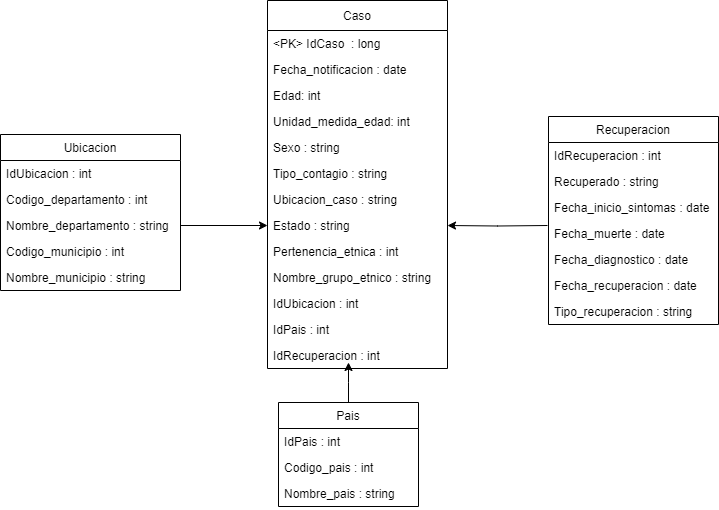 Caso
<PK> IdCaso : long
Fecha_notificacion : date
Edad: int
Unidad_medida_edad: int
Sexo : string
Tipo_contagio : string
Ubicacion_caso : string
Estado : string
Pertenencia_etnica : int
Nombre_grupo_etnico : string
IdUbicacion : int
IdPais : int
IdRecuperacion : int
Ubicacion
IdUbicacion : int
Codigo_departamento : int
Nombre_departamento : string
Codigo_municipio : int
Nombre_municipio : string
Recuperacion
IdRecuperacion : int
Recuperado : string
Fecha_inicio_sintomas : date
Fecha_muerte : date
Fecha_diagnostico : date
Fecha_recuperacion : date
Tipo_recuperacion : string
Pais
IdPais : int
Codigo_pais : int
Nombre_pais : string